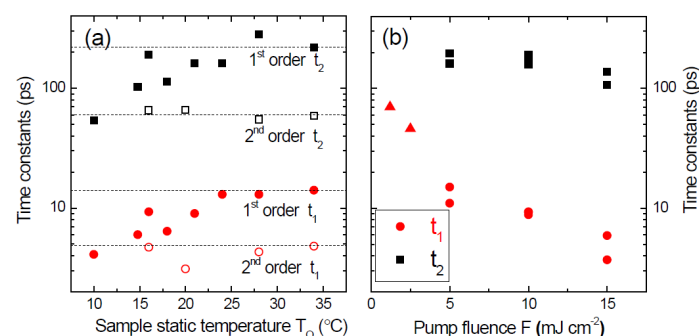 (a)
1st order t2
2nd order t2
1st order t1
2nd order t1
100
10
Time constants (ps)
10 15 20 25 30 35
Sample static temperature TO (°C)
(b)
t1
t2
100
10
Time constants (ps)
0 5 10 15
Pump fluence F (mJ cm-2)